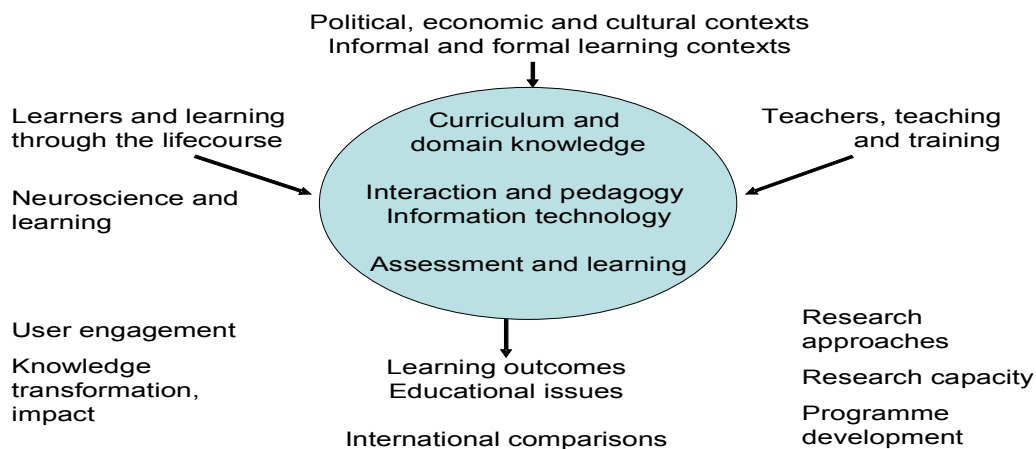 Political, economic and cultural contexts
Informal and formal learning contexts
Learners and learning
through the lifecourse
Neuroscience and
learning
Curriculum and
domain knowledge
Interaction and pedagogy
Information technology
Assessment and learning
Teachers, teaching
and training
User engagement
Knowledge
transformation,
impact
Learning outcomes
Educational issues
International comparisons
Research
approaches
Research capacity
Programme
development